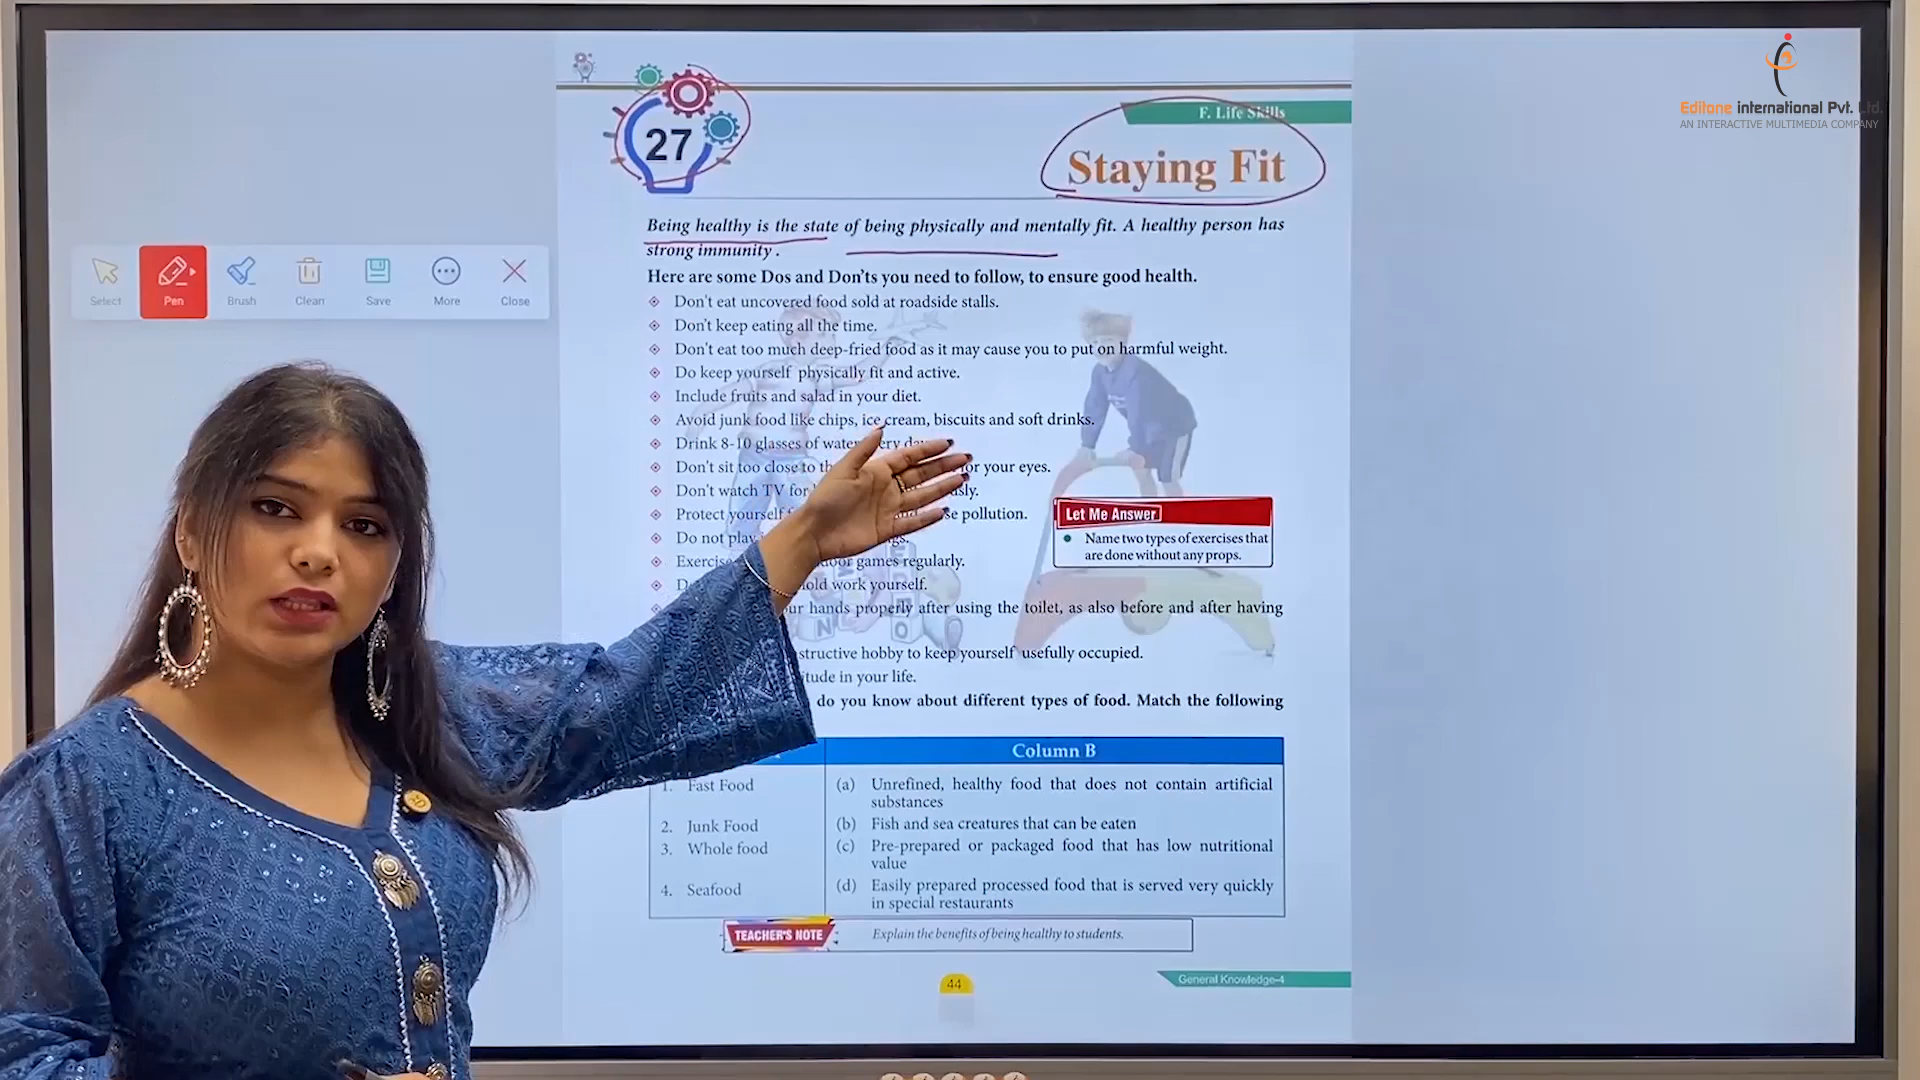 Editone international Pvt. Ltd.
AN INTERACTIVE MULTIMEDIA COMPANY
27
F. Life Skills
Staying Fit
Being healthy is the state of being physically and mentally fit. A healthy person has
strong immunity .
Here are some Dos and Don'ts you need to follow, to ensure good health.
Don't eat uncovered food sold at roadside stalls.
Don't keep eating all the time.
Don't eat too much deep-fried food as it may cause you to put on harmful weight.
Do keep yourself physically fit and active.
Include fruits and salad in your diet.
Avoid junk food like chips, ice cream, biscuits and soft drinks.
Drink 8-10 glasses of water
Don't sit too close to for your eyes.
Don't watch TV for
Protect yourself pollution.
Do not play
Exercise games regularly.
work yourself.
hands properly after using the toilet, as also before and after having
hobby to keep yourself usefully occupied.
in your life.
do you know about different types of food. Match the following
Column B
1. Fast Food
(a) Unrefined, healthy food that does not contain artificial
substances
2. Junk Food
(b) Fish and sea creatures that can be eaten
3. Whole food
(c) Pre-prepared or packaged food that has low nutritional
value
4. Seafood
(d) Easily prepared processed food that is served very quickly
in special restaurants
Let Me Answer
Name two types of exercises that
are done without any props.
TEACHER'S NOTE
Explain the benefits of being healthy to students.
44
General Knowledge-4
Select
Pen
Brush
Clean
Save
More
Close